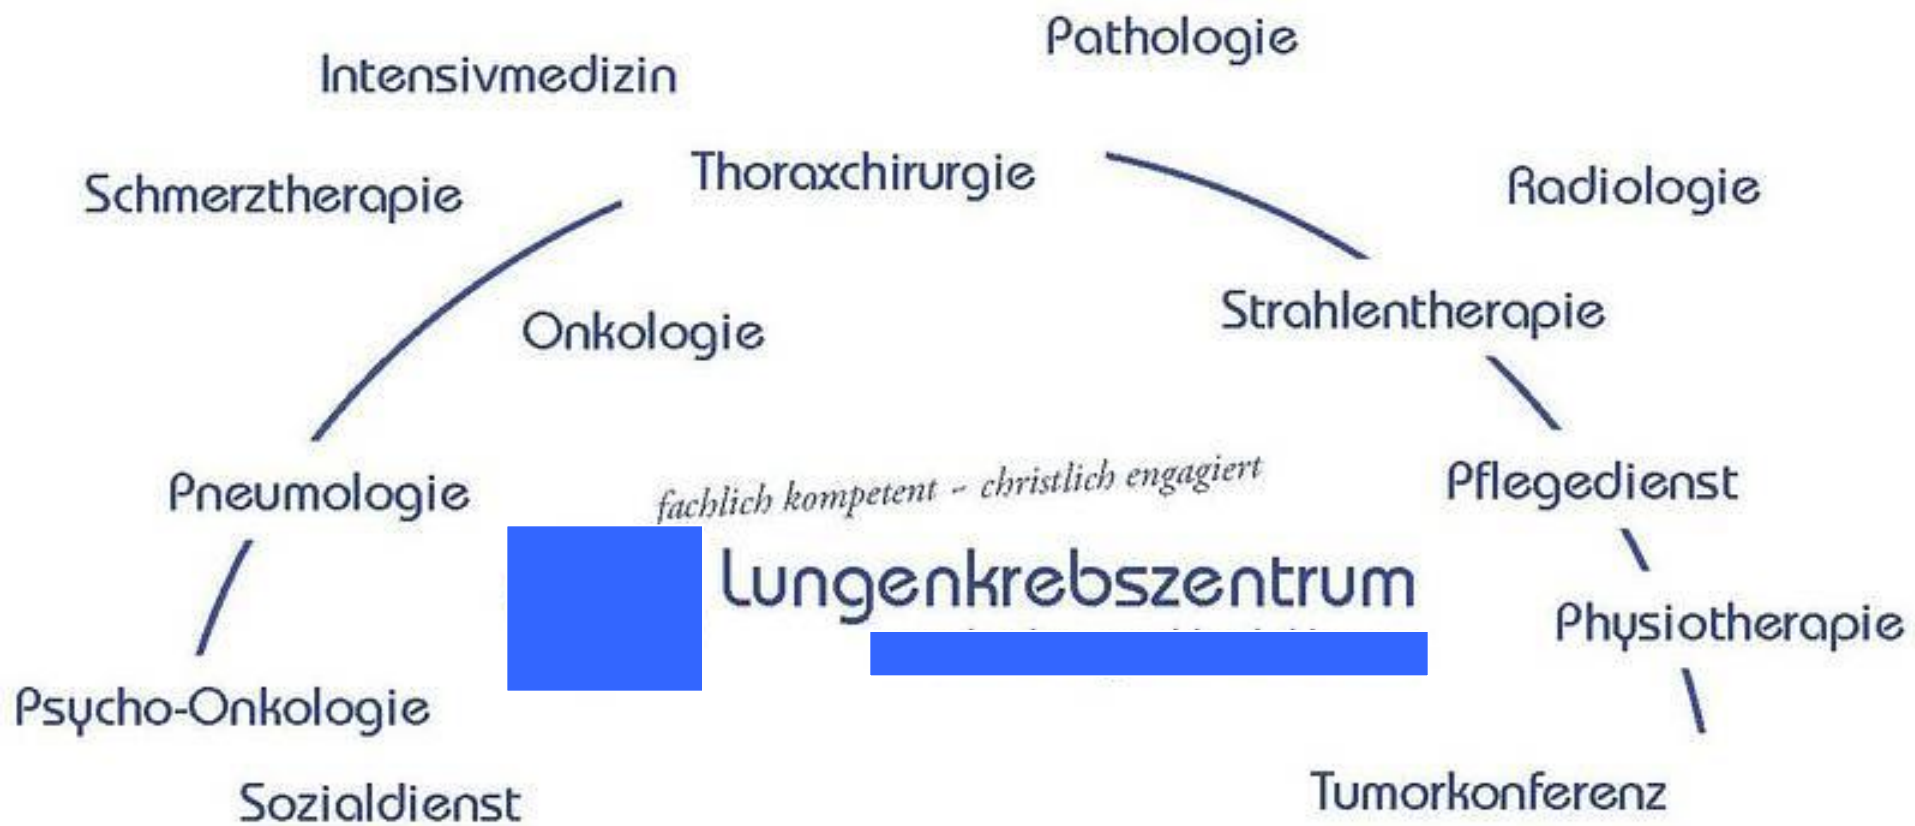 Pathologie
Intensivmedizin
Thoraxchirurgie
Schmerztherapie
Radiologie
Onkologie
Strahlentherapie
Pneumologie
fachlich kompetent - christlich engagiert
Pflegedienst
Lungenkrebszentrum
Physiotherapie
Psycho-Onkologie
Sozialdienst
Tumorkonferenz